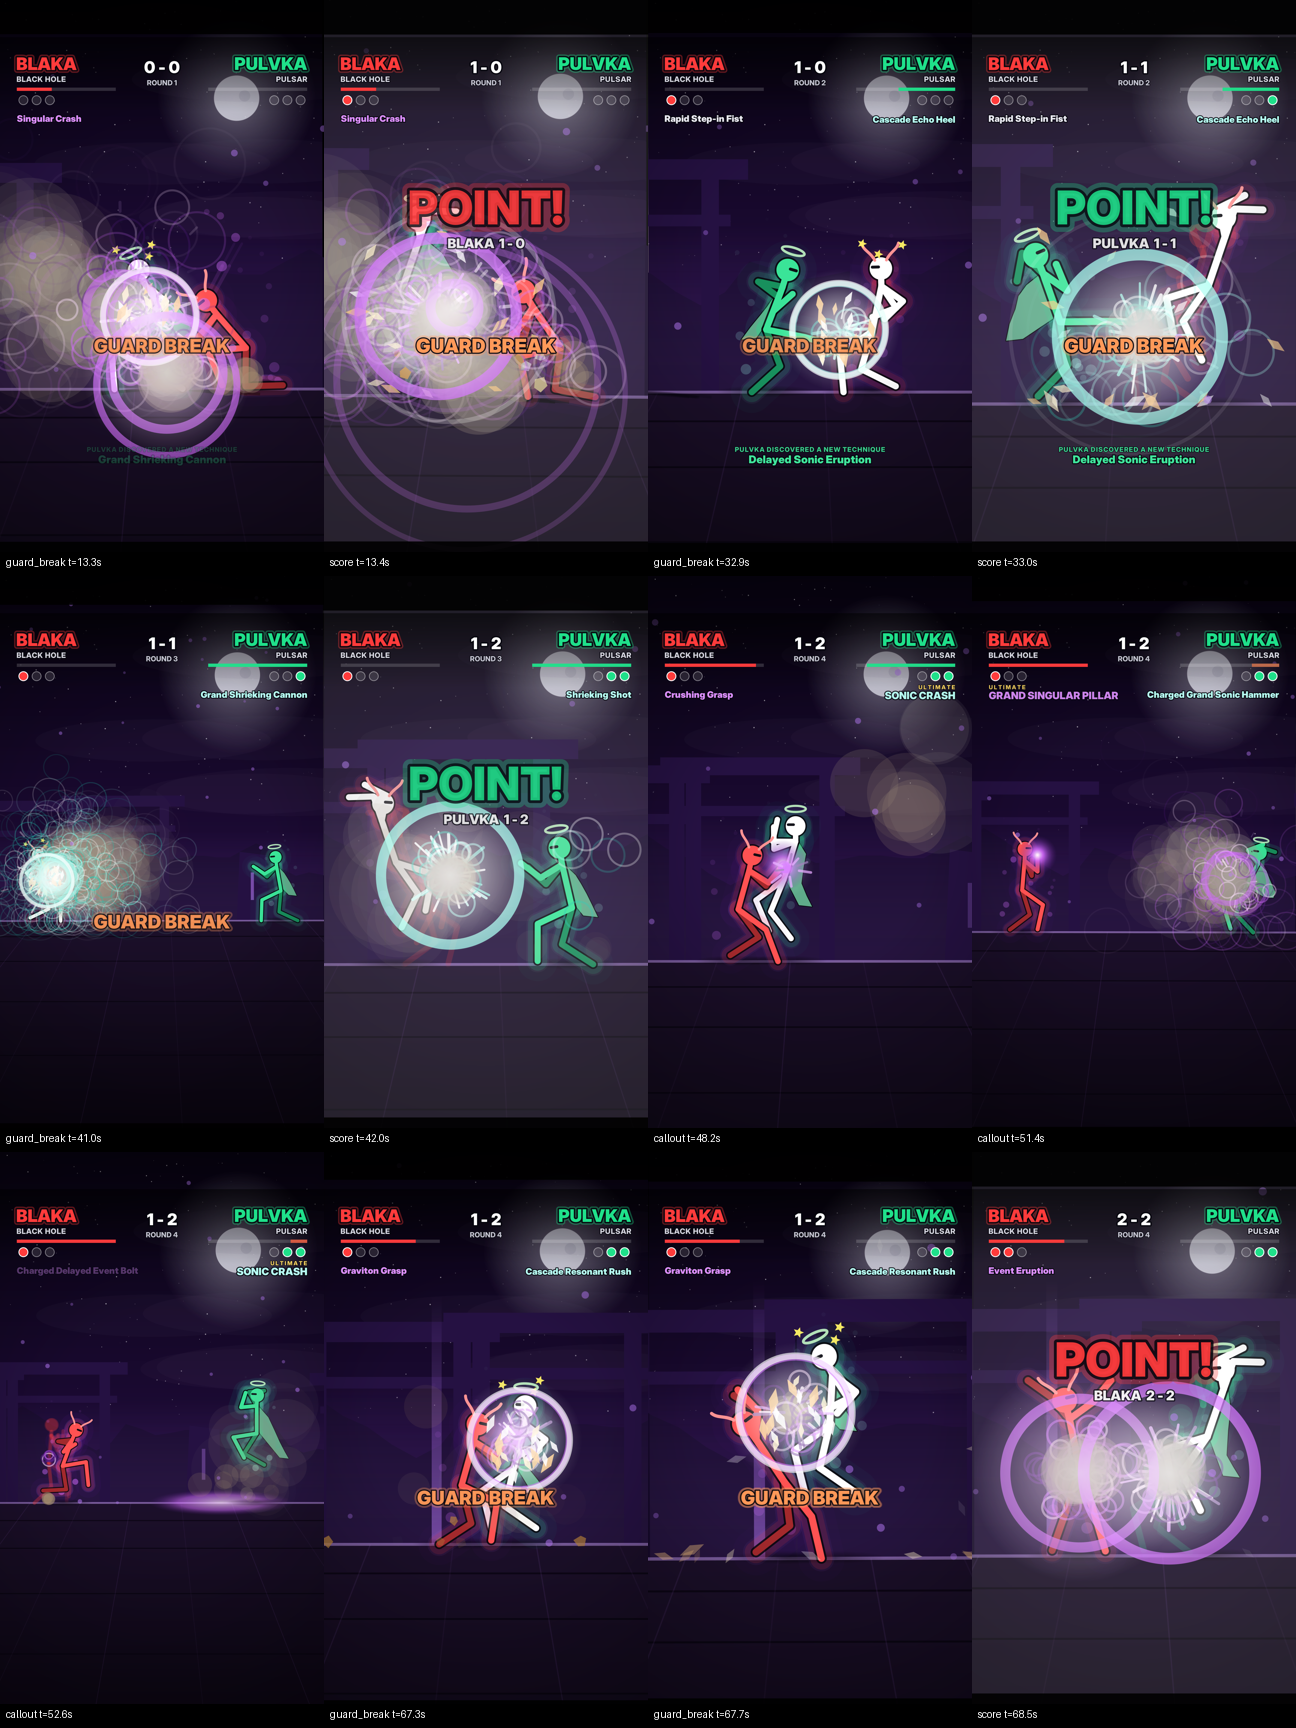 BLAKA
0-0
PULVKA
BLACK HOLE
ROUND 1
PULSAR
Singular Crash
GUARD BREAK
PULVKA DISCOVERED A NEW TECHNIQUE
Grand Shrieking Cannon
guard_break t=13.3s
BLAKA
1-0
PULVKA
BLACK HOLE
ROUND 1
PULSAR
Singular Crash
POINT!
BLAKA 1-0
GUARD BREAK
score t=13.4s
BLAKA
1-0
PULVKA
BLACK HOLE
ROUND 2
PULSAR
Rapid Step-in Fist
Cascade Echo Heel
GUARD BREAK
PULVKA DISCOVERED A NEW TECHNIQUE
Delayed Sonic Eruption
guard_break t=32.9s
BLAKA
1-1
PULVKA
BLACK HOLE
ROUND 2
PULSAR
Rapid Step-in Fist
Cascade Echo Heel
POINT!
PULVKA 1-1
GUARD BREAK
PULVKA DISCOVERED A NEW TECHNIQUE
Delayed Sonic Eruption
score t=33.0s
BLAKA
1-1
PULVKA
BLACK HOLE
ROUND 3
PULSAR
Grand Shrieking Cannon
GUARD BREAK
guard_break t=41.0s
BLAKA
1-2
PULVKA
BLACK HOLE
ROUND 3
PULSAR
Shrieking Shot
POINT!
PULVKA 1-2
score t=42.0s
BLAKA
1-2
PULVKA
BLACK HOLE
ROUND 4
PULSAR
Crushing Grasp
ULTIMATE
SONIC CRASH
callout t=48.2s
BLAKA
1-2
PULVKA
BLACK HOLE
ROUND 4
PULSAR
ULTIMATE
GRAND SINGULAR PILLAR
Charged Grand Sonic Hammer
callout t=51.4s
BLAKA
1-2
PULVKA
BLACK HOLE
ROUND 4
PULSAR
Charged Delayed Event Bolt
ULTIMATE
SONIC CRASH
callout t=52.6s
BLAKA
1-2
PULVKA
BLACK HOLE
ROUND 4
PULSAR
Graviton Grasp
Cascade Resonant Rush
GUARD BREAK
guard_break t=67.3s
BLAKA
1-2
PULVKA
BLACK HOLE
ROUND 4
PULSAR
Graviton Grasp
Cascade Resonant Rush
GUARD BREAK
guard_break t=67.7s
BLAKA
2-2
PULVKA
BLACK HOLE
ROUND 4
PULSAR
Event Eruption
POINT!
BLAKA 2-2
score t=68.5s